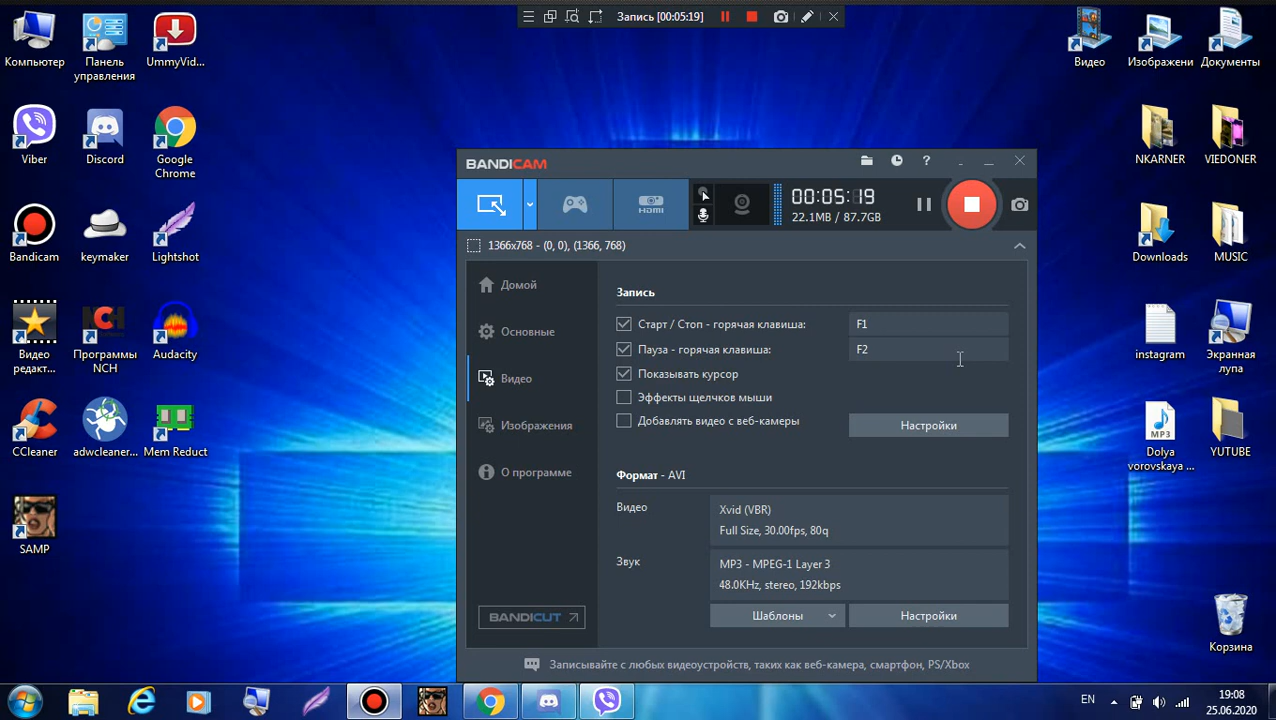 Запись [00:05:19]
Компьютер
Панель
управления
UmmyVid...
Viber
Discord
Google
Chrome
Bandicam
keymaker
Lightshot
Видео
редакт...
Программы
NCH
Audacity
CCleaner
adwcleaner...
Mem Reduct
SAMP
BANDICAM
00:05:19
22.1MB / 87.7GB
HDMI
1366x768 - (0, 0), (1366, 768)
Домой
Основные
Видео
Изображения
О программе
BANDICUT
Запись
Старт / Стоп - горячая клавиша:
F1
Пауза - горячая клавиша:
F2
Показывать курсор
Эффекты щелчков мыши
Добавлять видео с веб-камеры
Настройки
Формат - AVI
Видео
Xvid (VBR)
Full Size, 30.00fps, 80q
Звук
MP3 - MPEG-1 Layer 3
48.0KHz, stereo, 192kbps
Шаблоны
Настройки
Записывайте с любых видеоустройств, таких как веб-камера, смартфон, PS/Xbox
Видео
Изображени
Документы
NKARNER
VIEDONER
Downloads
MUSIC
instagram
Экранная
лупа
MP3
Dolya
vorovskaya ...
YUTUBE
Корзина
EN
19:08
25.06.2020